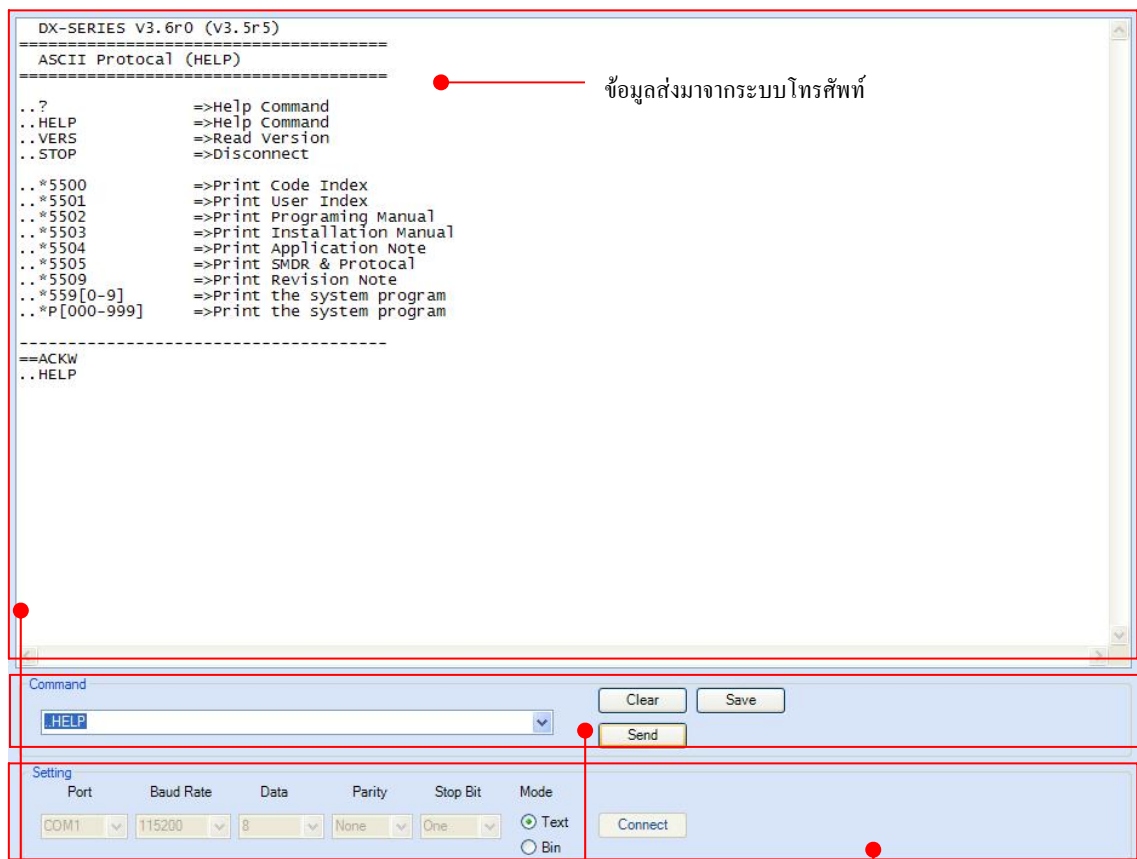 DX-SERIES V3.6r0 (V3.5r5)
======================================
ASCII Protocal (HELP)
======================================
ข้อมูลส่งมาจากระบบโทรศัพท์
..? =>Help Command
..HELP =>Help Command
..VERS =>Read Version
..STOP =>Disconnect
..*5500 =>Print Code Index
..*5501 =>Print User Index
..*5502 =>Print Programing Manual
..*5503 =>Print Installation Manual
..*5504 =>Print Application Note
..*5505 =>Print SMDR & Protocal
..*5509 =>Print Revision Note
..*559[0-9] =>Print the system program
..*P[000-999] =>Print the system program
--------------------------------------
==ACKW
..HELP
Command
..HELP
Clear Save
Send
Setting
Port Baud Rate Data Parity Stop Bit Mode
COM1 115200 8 None One Text Connect
Bin